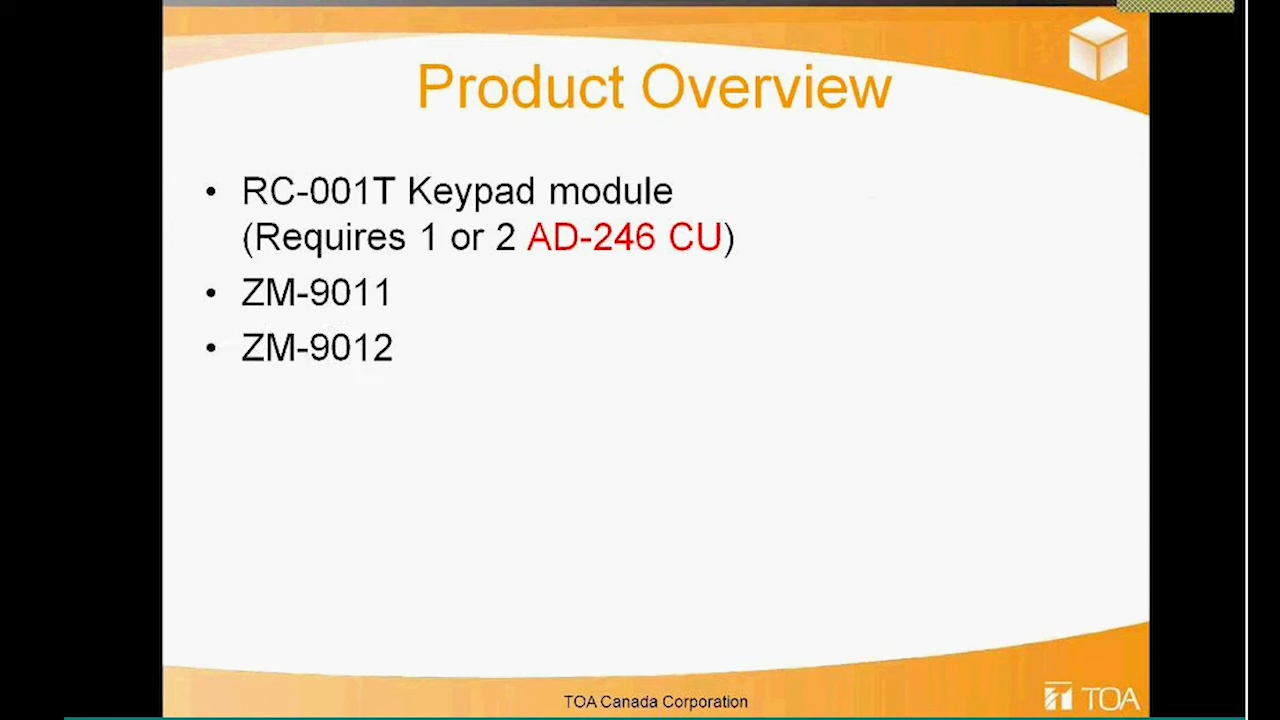 Product Overview
• RC-001T Keypad module
(Requires 1 or 2 AD-246 CU)
• ZM-9011
• ZM-9012
TOA Canada Corporation
TOA